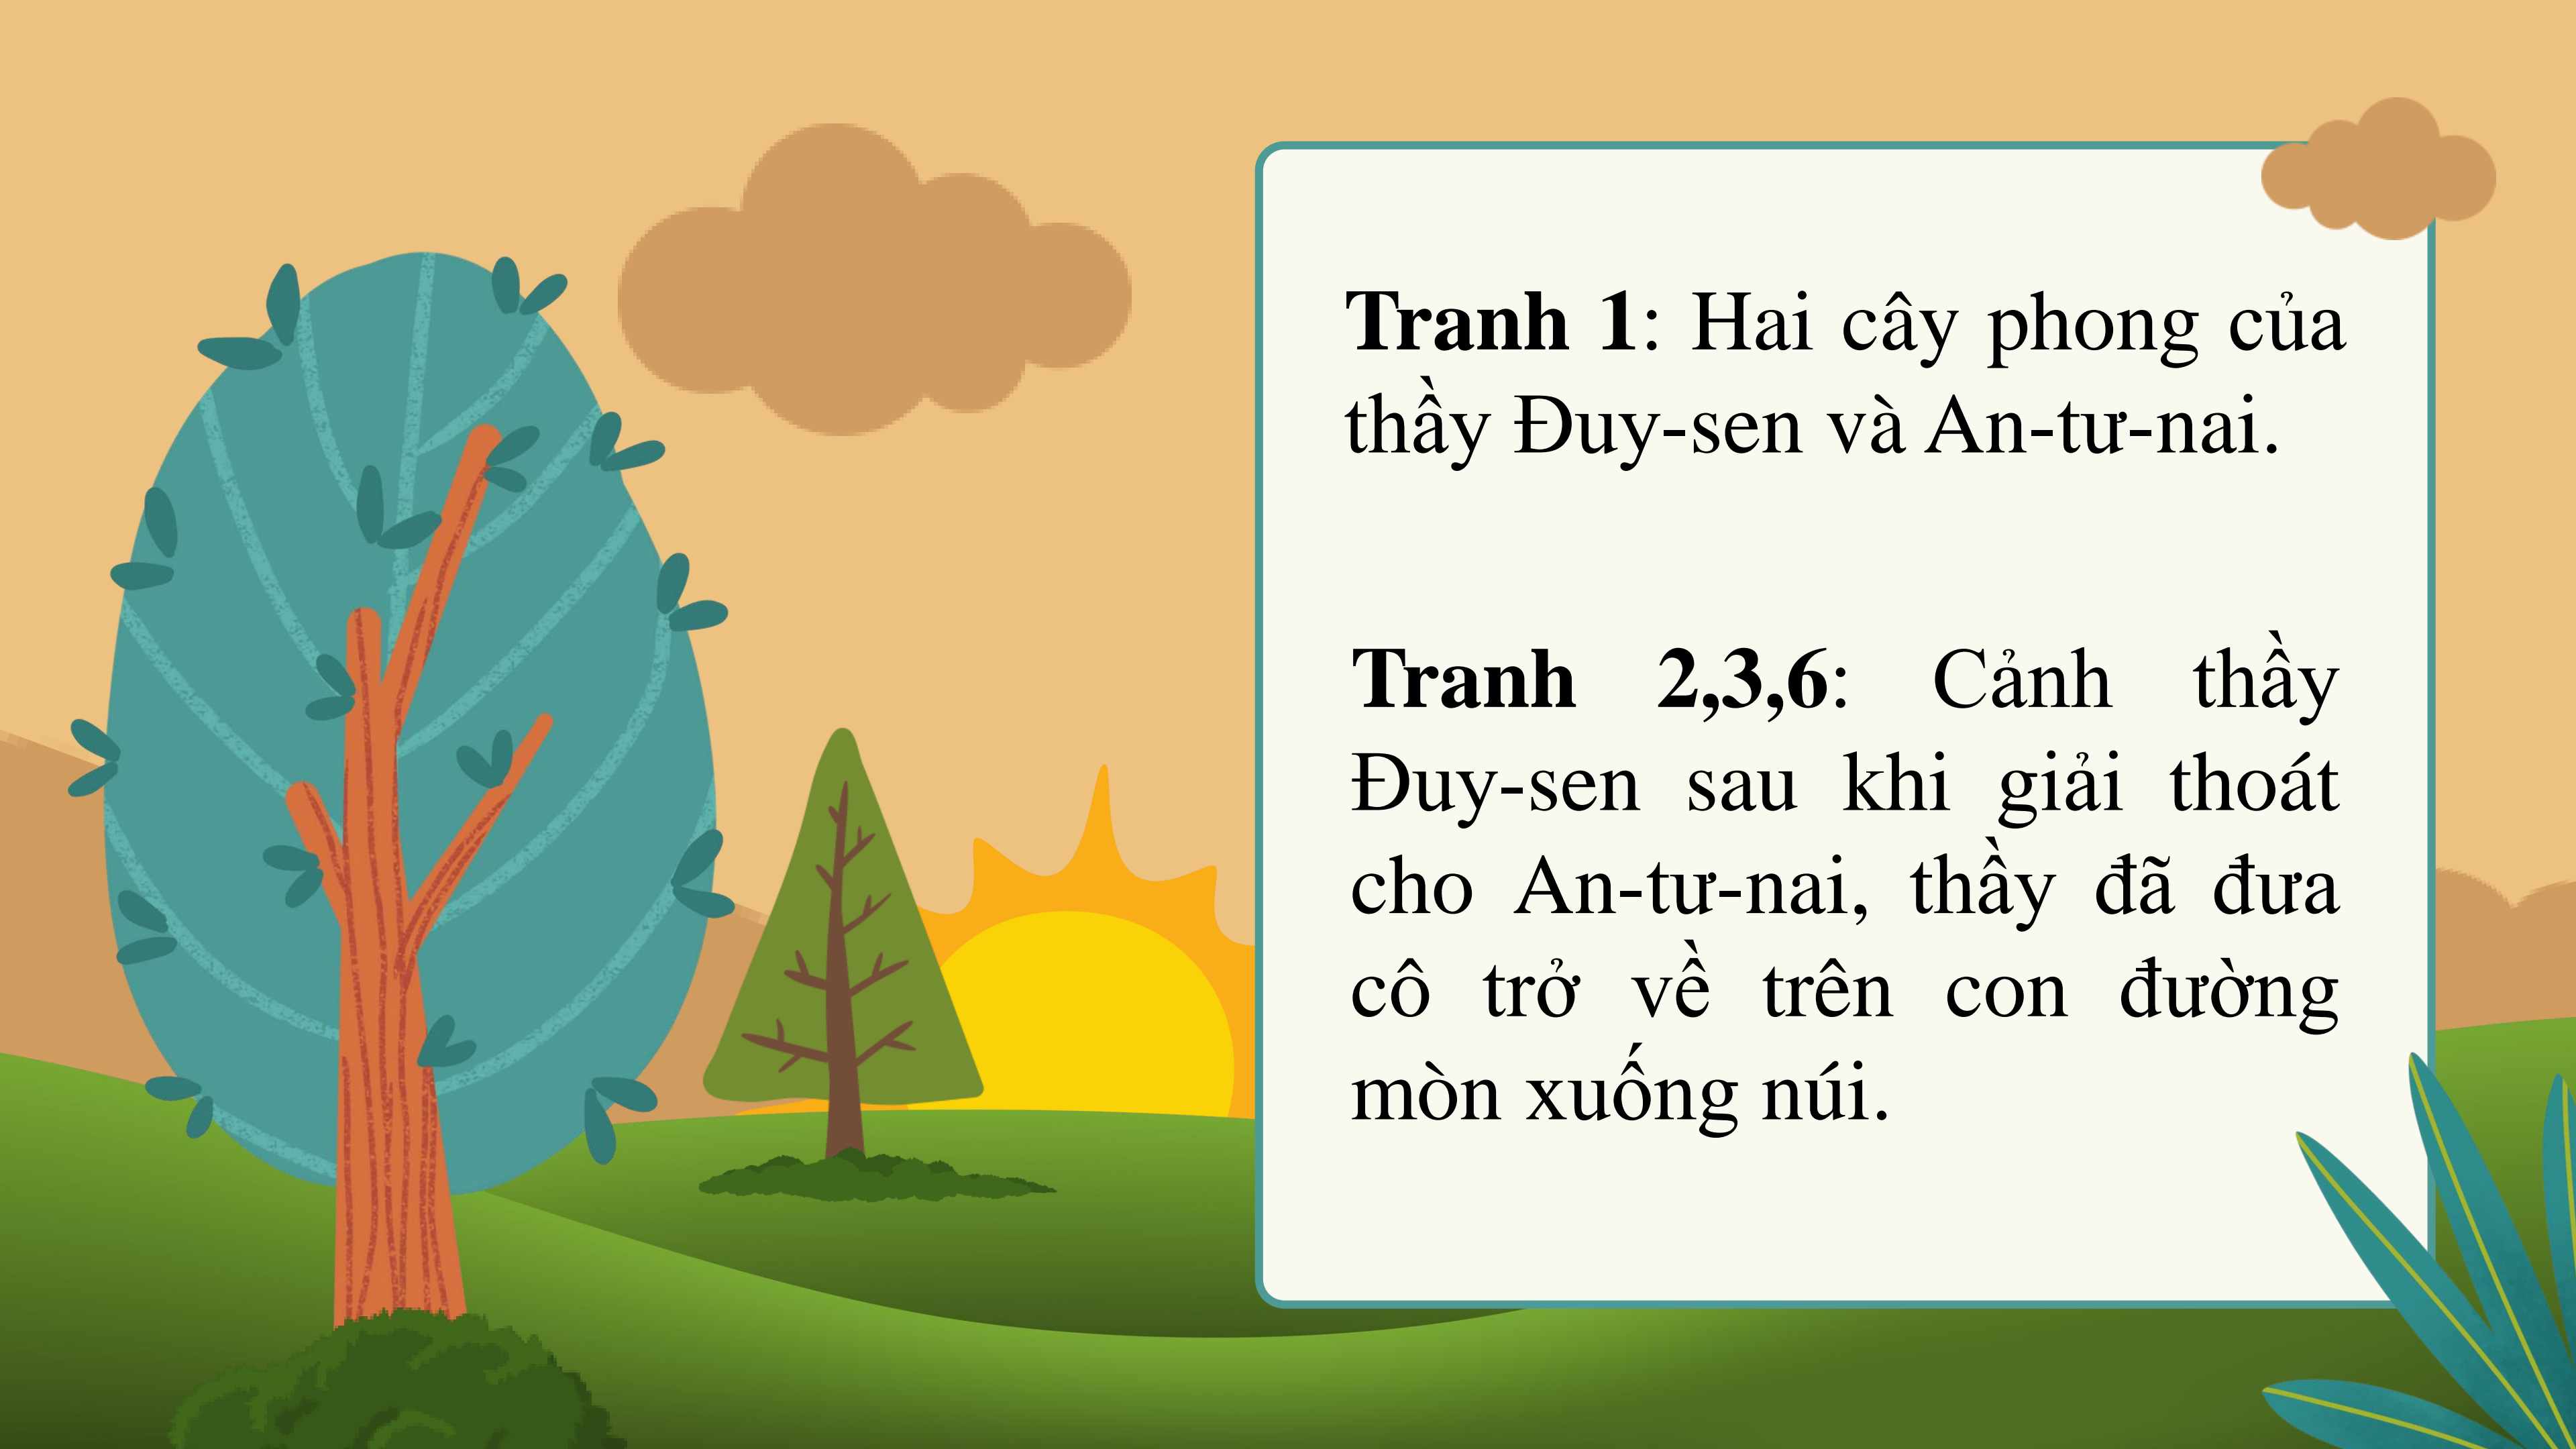 Tranh 1: Hai cây phong của
thầy Đuy-sen và An-tư-nai.
Tranh 2,3,6: Cảnh thầy
Đuy-sen sau khi giải thoát
cho An-tư-nai, thầy đã đưa
cô trở về trên con đường
mòn xuống núi.